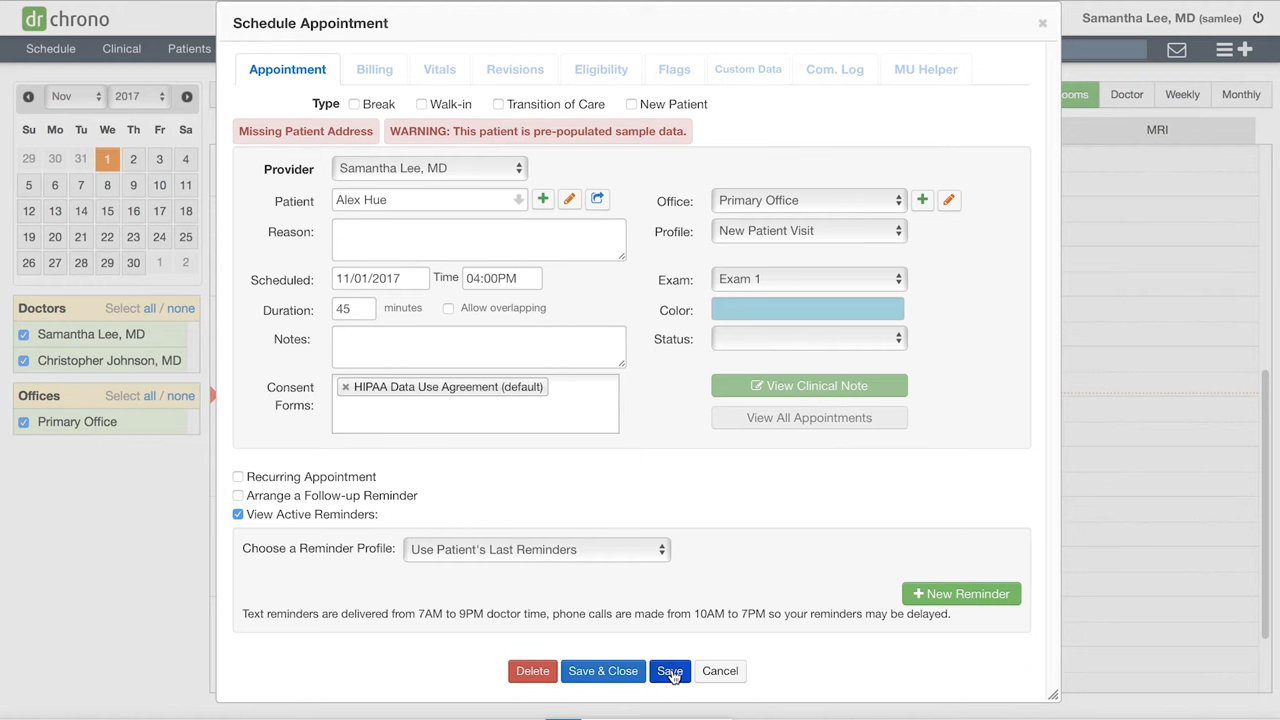 dr chrono
Schedule Appointment
×
Samantha Lee, MD (samlee)
Schedule Clinical Patients
Appointment Billing Vitals Revisions Eligibility Flags Custom Data Com. Log MU Helper
Nov 2017
ooms Doctor Weekly Monthly
Type Break Walk-in Transition of Care New Patient
Su Mo Tu We Th Fr Sa
Missing Patient Address WARNING: This patient is pre-populated sample data.
MRI
29 30 31 1 2 3 4
5 6 7 8 9 10 11
12 13 14 15 16 17 18
19 20 21 22 23 24 25
26 27 28 29 30 1 2
Provider Samantha Lee, MD
Patient Alex Hue
Office: Primary Office
Reason:
Profile: New Patient Visit
Scheduled: 11/01/2017 Time 04:00PM
Exam: Exam 1
Duration: 45 minutes Allow overlapping
Color:
Notes:
Status:
Consent
Forms:
× HIPAA Data Use Agreement (default)
View Clinical Note
View All Appointments
Doctors Select all / none
Samantha Lee, MD
Christopher Johnson, MD
Offices Select all / none
Primary Office
Recurring Appointment
Arrange a Follow-up Reminder
View Active Reminders:
Choose a Reminder Profile: Use Patient's Last Reminders
+ New Reminder
Text reminders are delivered from 7AM to 9PM doctor time, phone calls are made from 10AM to 7PM so your reminders may be delayed.
Delete Save & Close Save Cancel